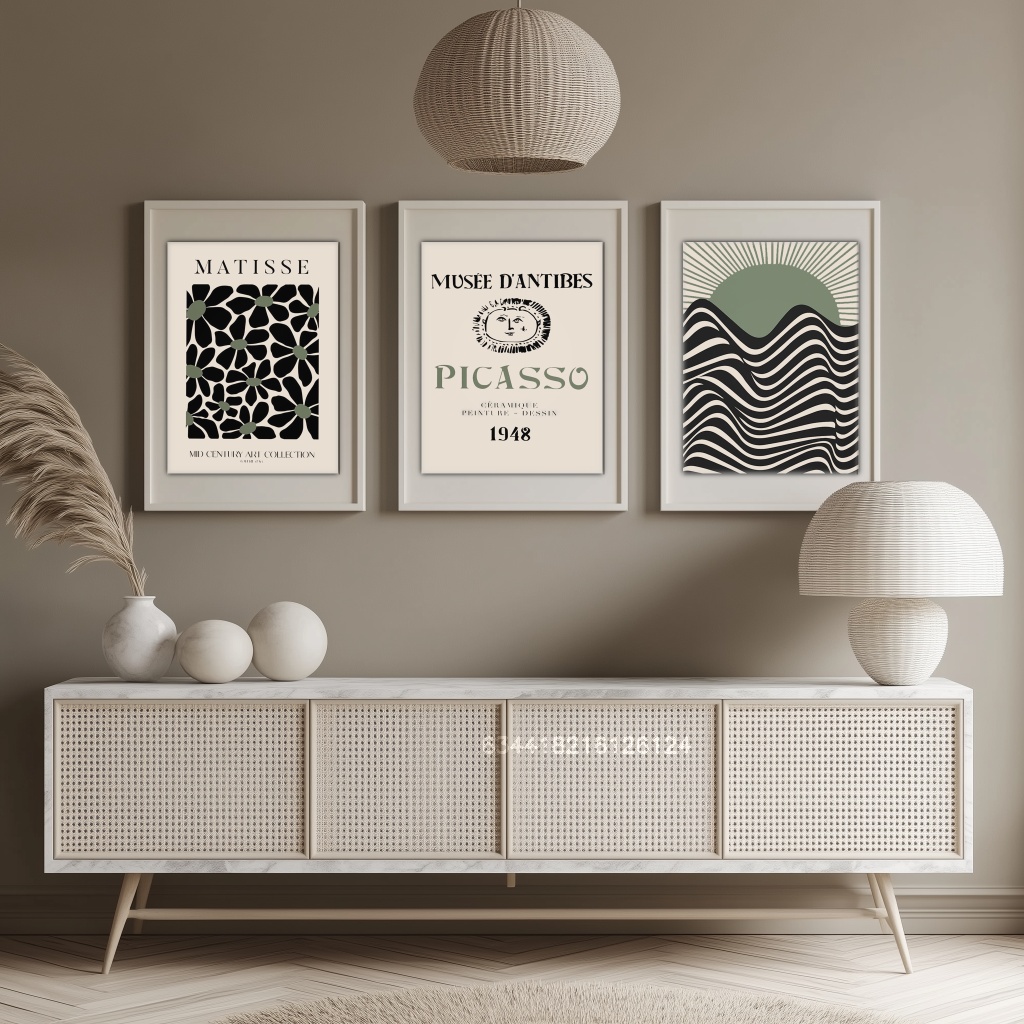 MATISSE
MID CENTURY ART COLLECTION
MUSÉE D'ANTIBES
PICASSO
CÉRAMIQUE
PEINTURE - DESSIN
1948